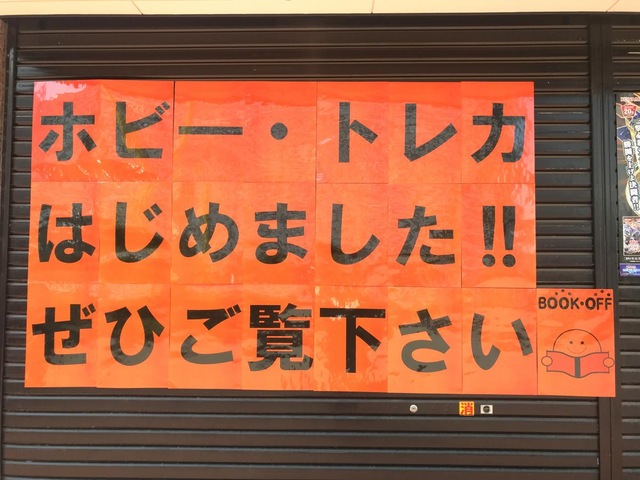 ホビー・トレカ
はじめました!!
ぜひご覧下さい
BOOK・OFF
消